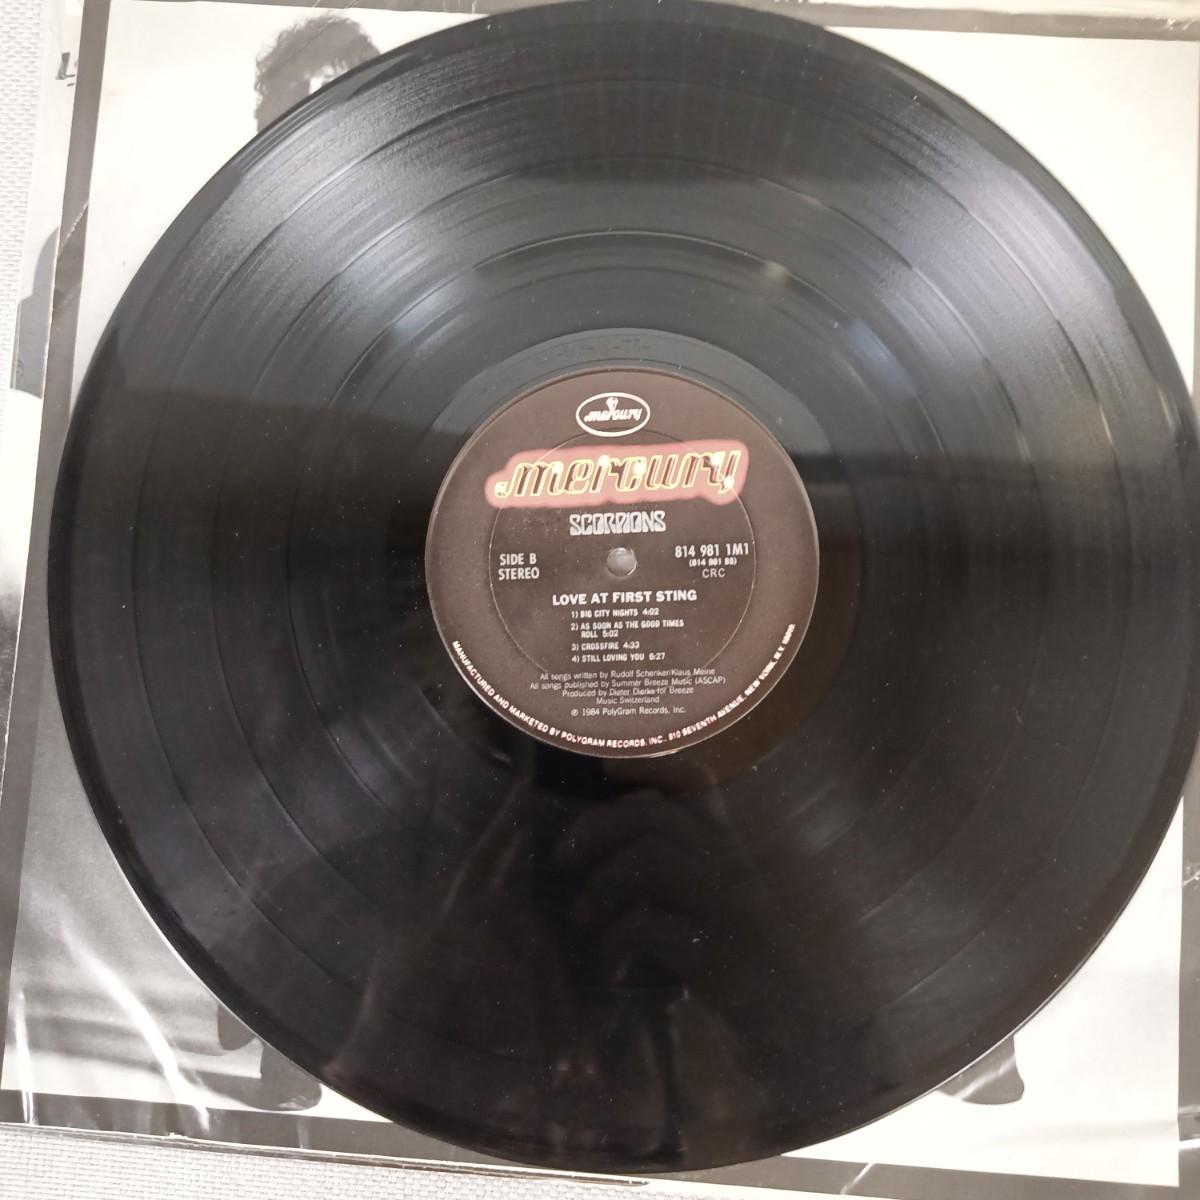 mercury
mercury
SCORPIONS
SIDE B
STEREO
814 981 1M1
(814 981 BS)
CRC
LOVE AT FIRST STING
1) BIG CITY NIGHTS 4:02
2) AS SOON AS THE GOOD TIMES
ROLL 5:02
3) CROSSFIRE 4:33
4) STILL LOVING YOU 6:27
All songs written by Rudolf Schenker/Klaus Meine
All songs published by Summer Breeze Music (ASCAP)
Produced by Dieter Dierks for Breeze
Music Switzerland
℗ 1984 PolyGram Records, Inc.
MANUFACTURED AND MARKETED BY POLYGRAM RECORDS, INC., 810 SEVENTH AVENUE, NEW YORK, N.Y. 10019